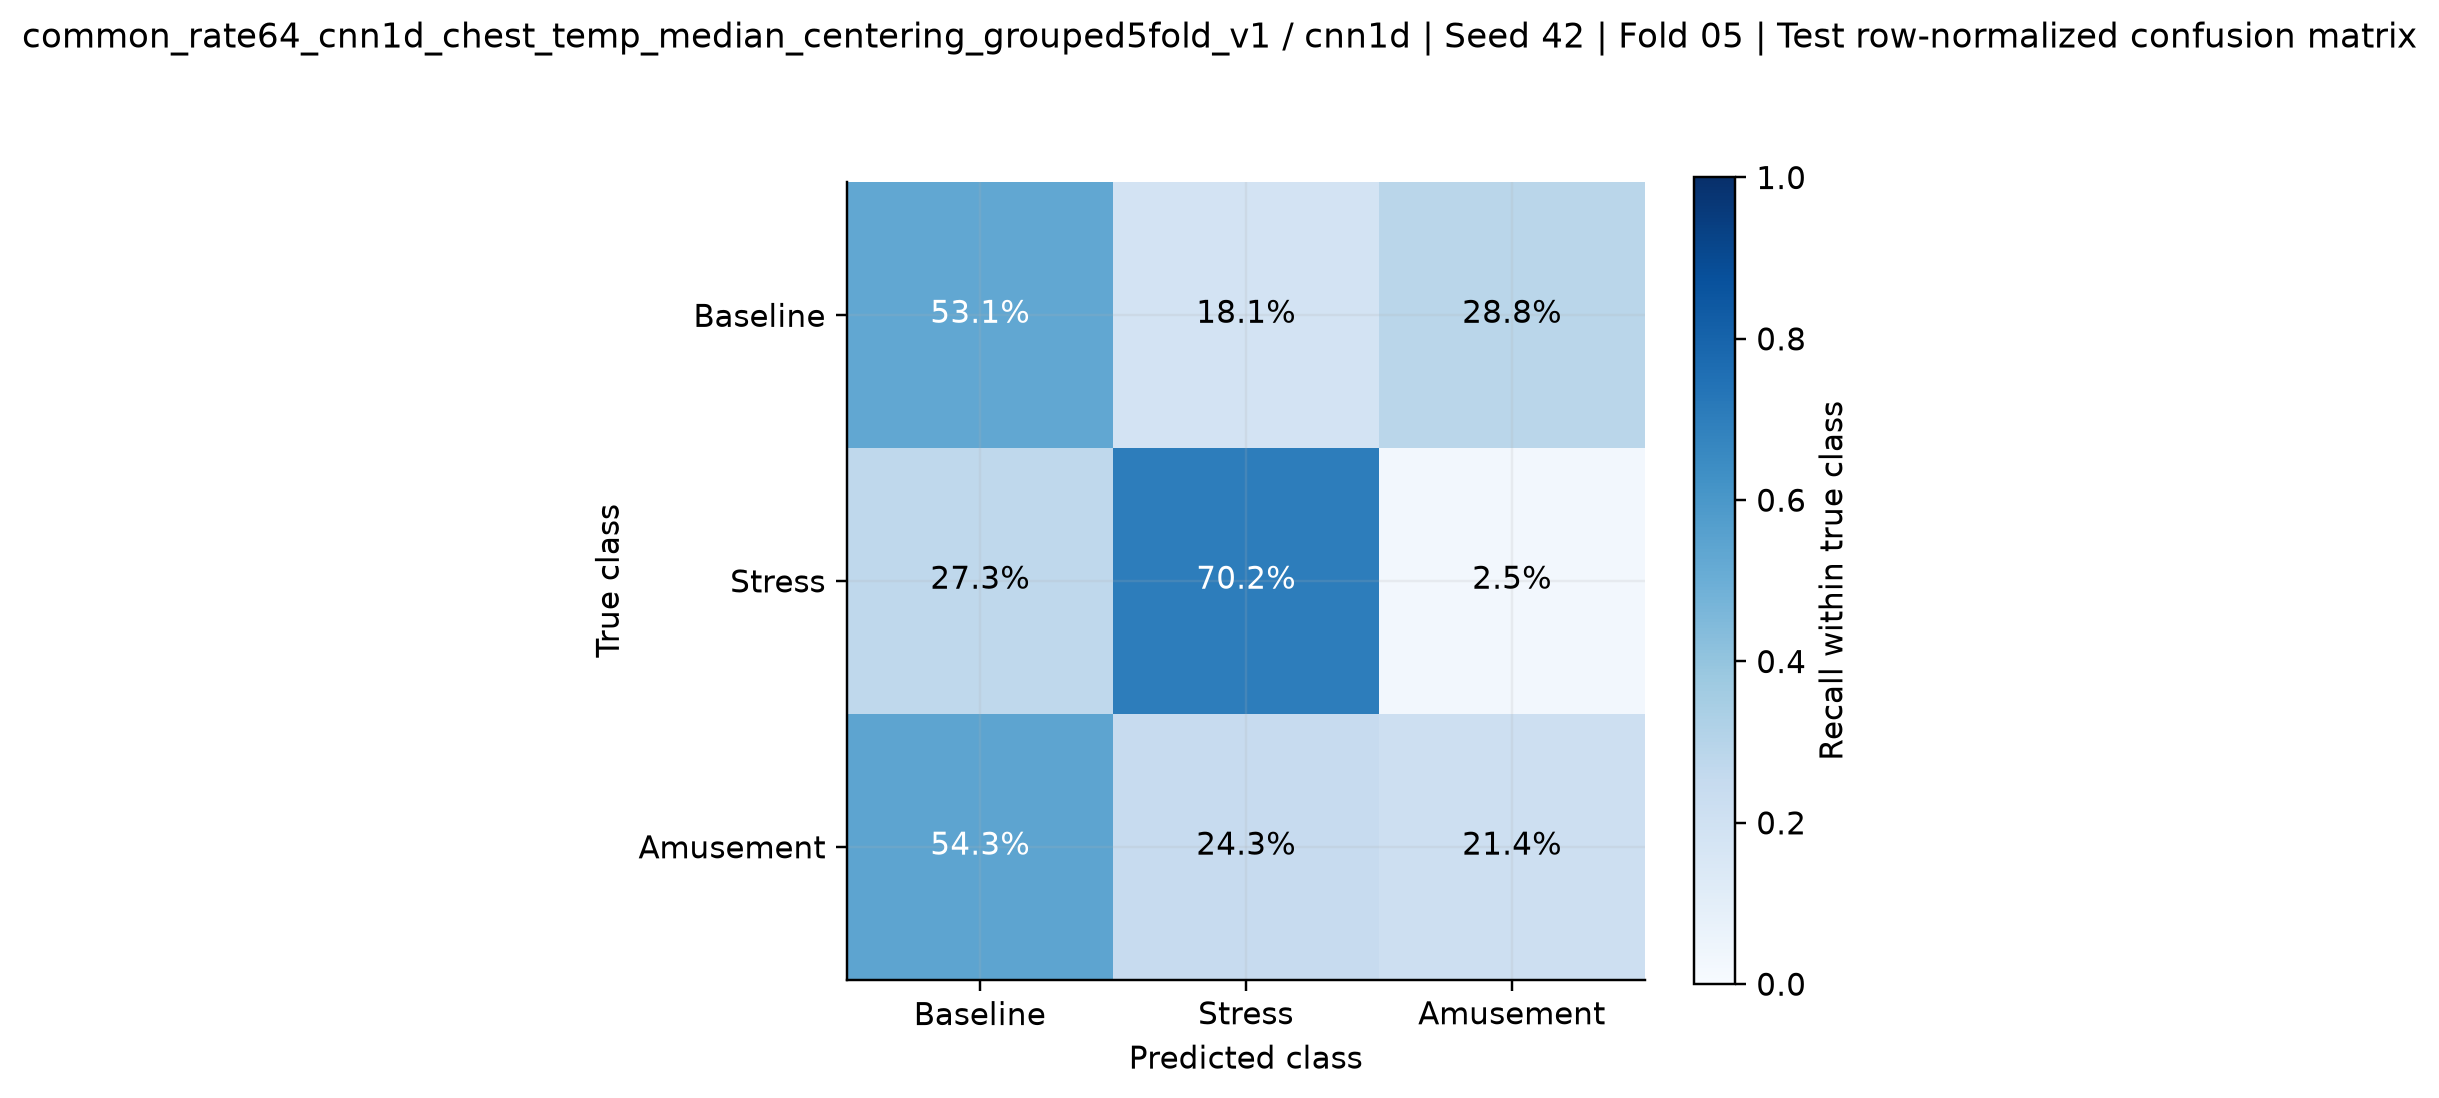 common_rate64_cnn1d_chest_temp_median_centering_grouped5fold_v1 / cnn1d | Seed 42 | Fold 05 | Test row-normalized confusion matrix
True class
Baseline 53.1% 18.1% 28.8%
Stress 27.3% 70.2% 2.5%
Amusement 54.3% 24.3% 21.4%
Baseline Stress Amusement
Predicted class
1.0
0.8
0.6
0.4
0.2
0.0
Recall within true class